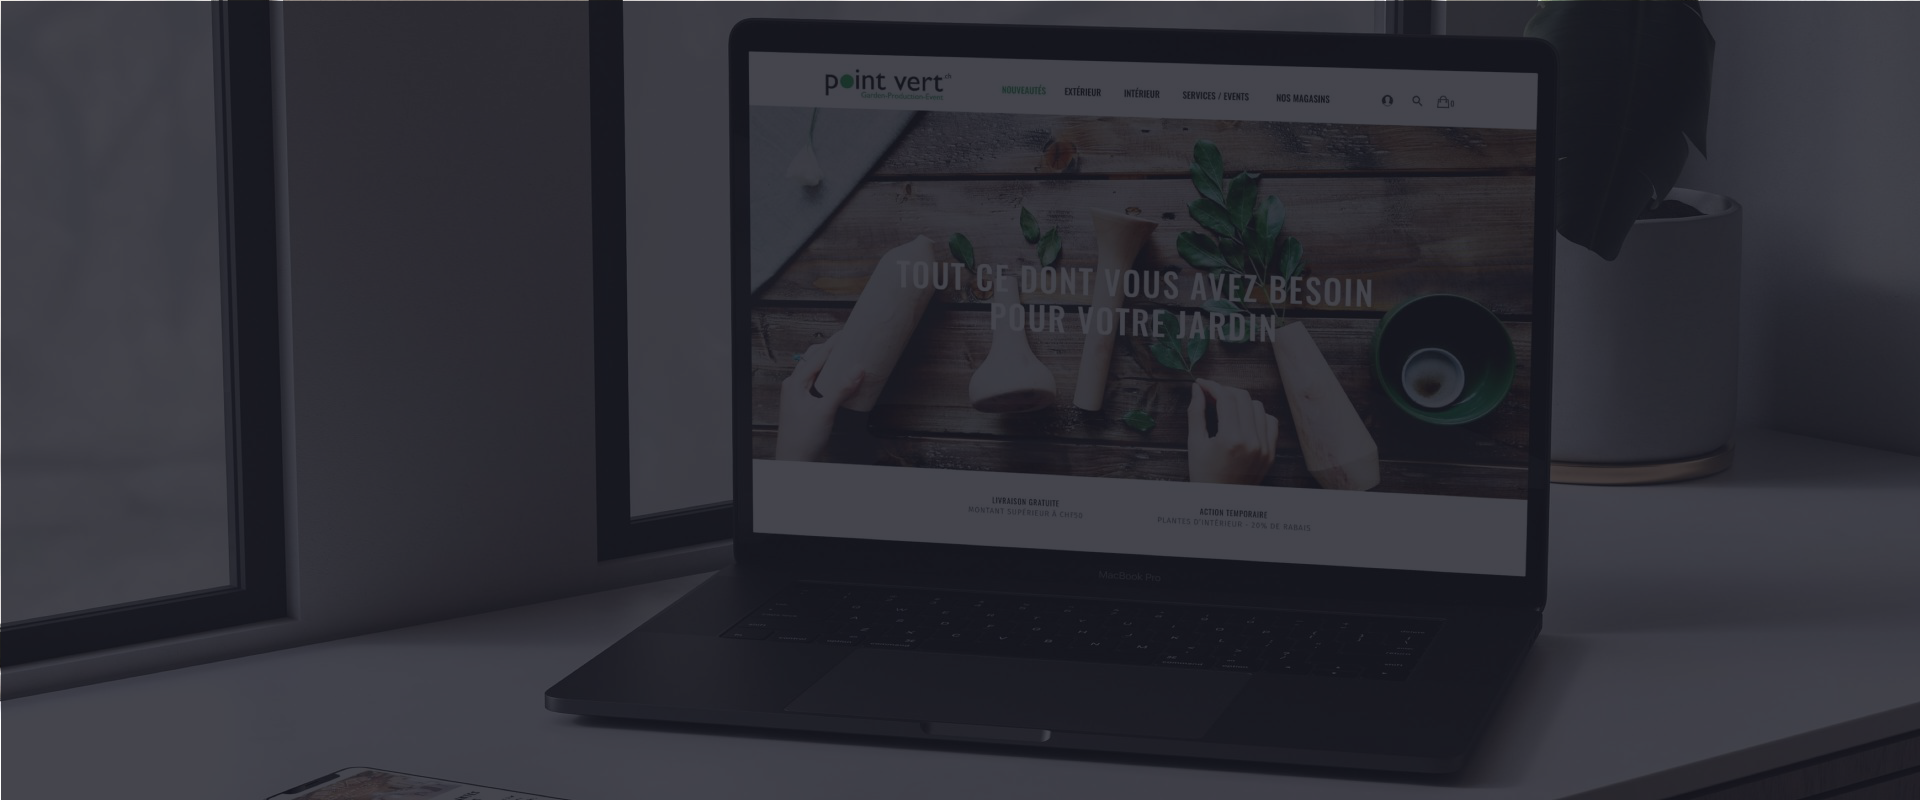 point vert ch
Garden-Production-Event
NOUVEAUTÉS EXTÉRIEUR INTÉRIEUR SERVICES / EVENTS NOS MAGASINS
0
TOUT CE DONT VOUS AVEZ BESOIN
POUR VOTRE JARDIN
LIVRAISON GRATUITE
MONTANT SUPÉRIEUR À CHF50
ACTION TEMPORAIRE
PLANTES D'INTÉRIEUR - 20% DE RABAIS
MacBook Pro